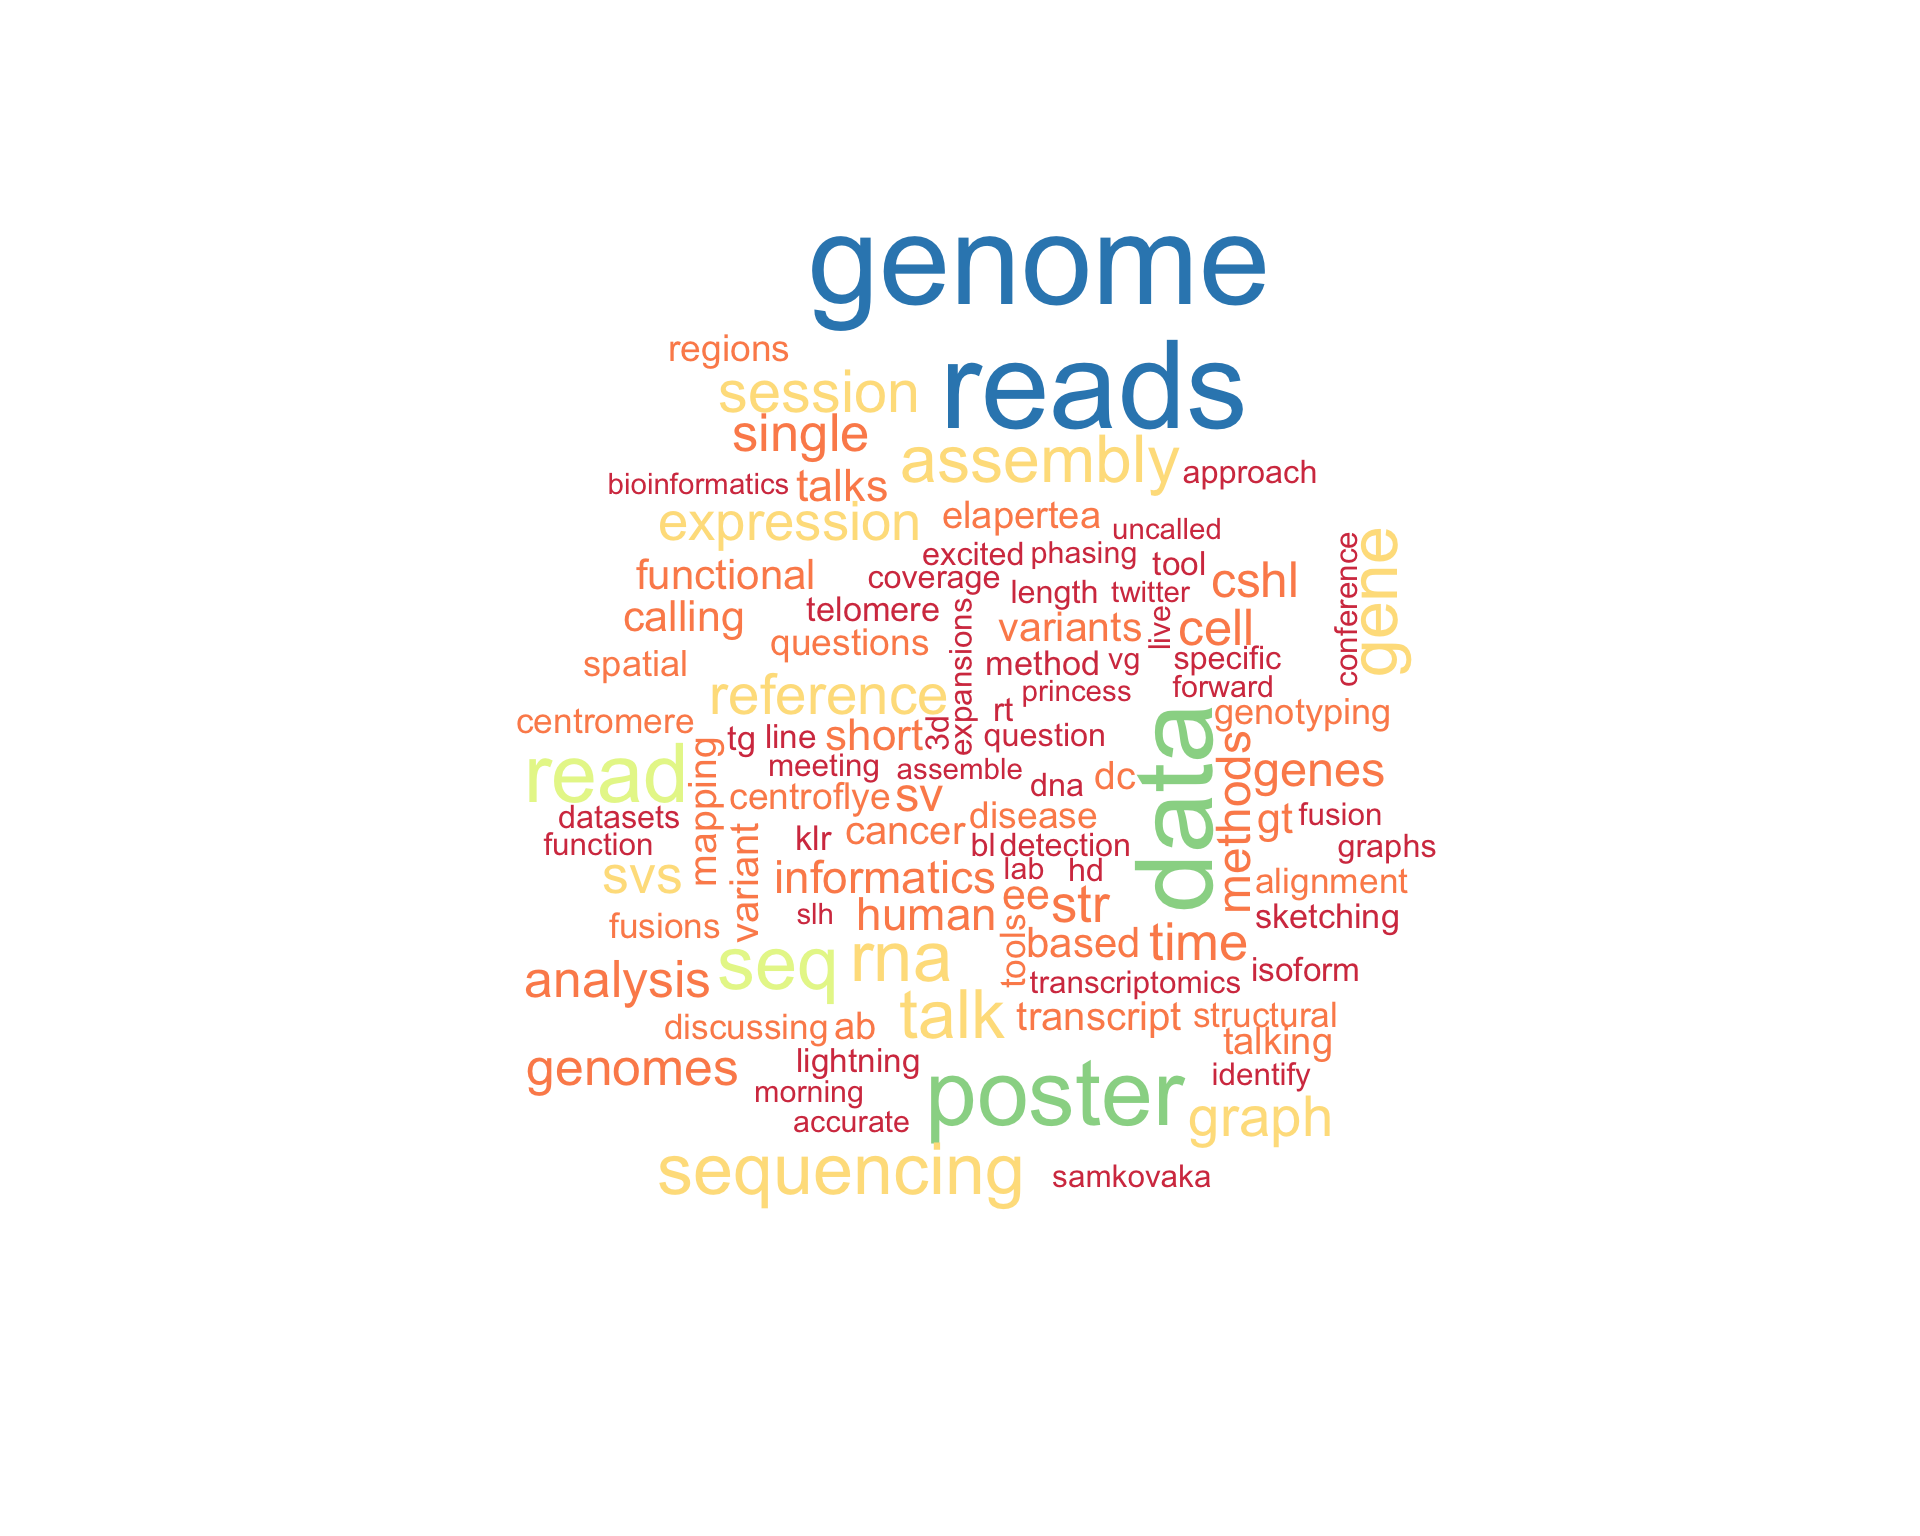 genome
regions
reads
session
single
assembly
approach
bioinformatics
talks
expression
elapertea
uncalled
conference
gene
excited
phasing
tool
functional
coverage
length
twitter
cshl
calling
telomere
expansions
variants
live
cell
questions
spatial
method
vg
specific
reference
princess
forward
centromere
rt
data
genotyping
tg
line
short
3d
question
methods
read
mapping
meeting
assemble
dna
dc
genes
centroflye
sv
datasets
variant
disease
gt
fusion
function
klr
cancer
bl
detection
graphs
svs
informatics
lab
hd
alignment
slh
human
ee
str
sketching
fusions
tools
based
time
analysis
seq
rna
transcriptomics
isoform
discussing
ab
talk
transcript
structural
talking
genomes
lightning
identify
morning
poster
accurate
graph
sequencing
samkovaka